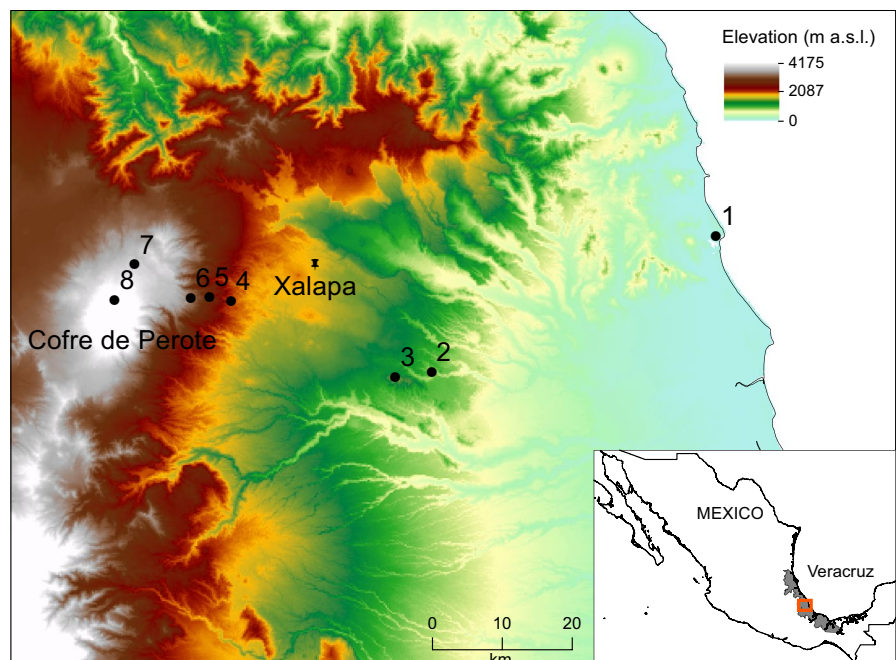 Elevation (m a.s.l.)
4175
2087
0
1
7
8
6
5
4
Xalapa
Cofre de Perote
3
2
MEXICO
Veracruz
0
10
20
km